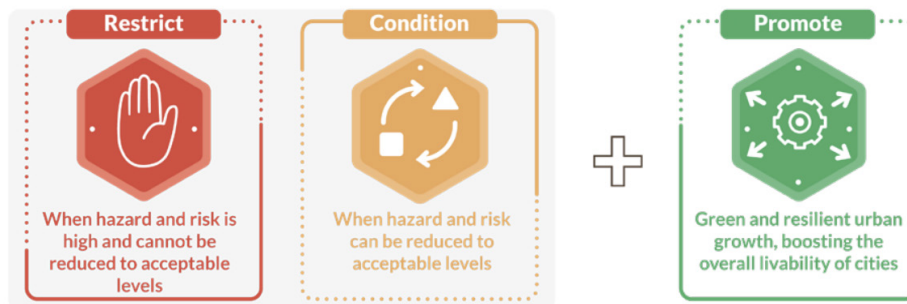 Restrict
When hazard and risk is
high and cannot be
reduced to acceptable
levels
Condition
When hazard and risk
can be reduced to
acceptable levels
Promote
Green and resilient urban
growth, boosting the
overall livability of cities